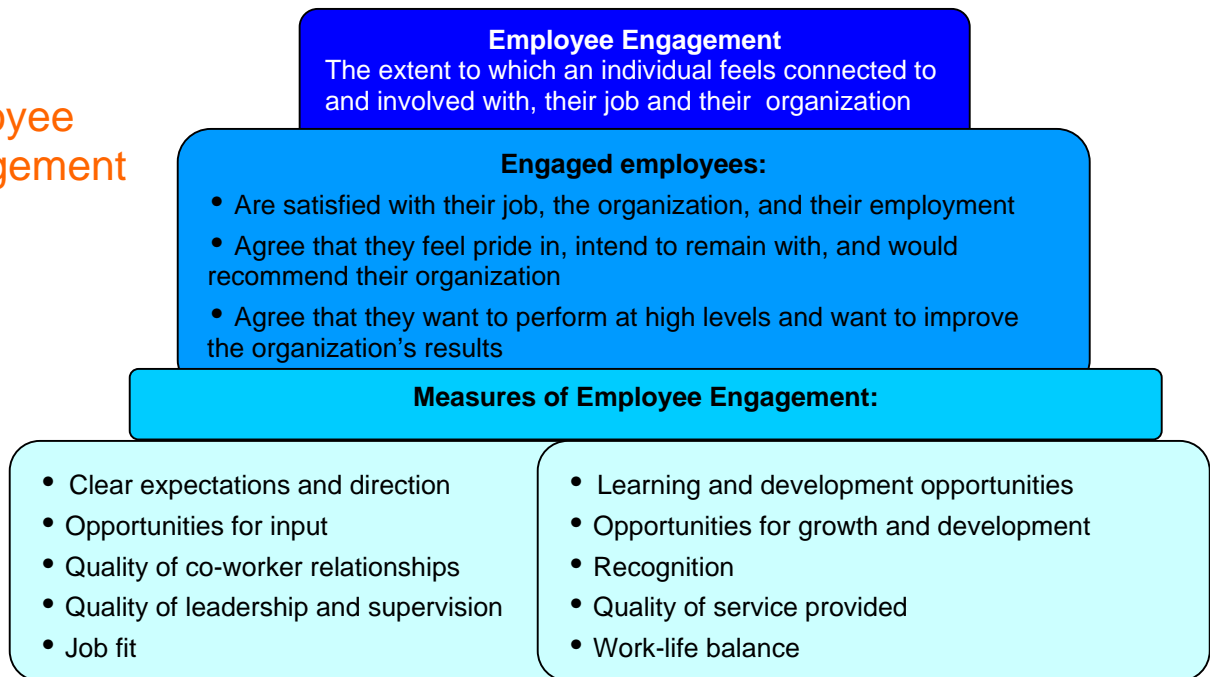 Employee Engagement
The extent to which an individual feels connected to
and involved with, their job and their organization
oyee
gement
Engaged employees:
• Are satisfied with their job, the organization, and their employment
• Agree that they feel pride in, intend to remain with, and would
recommend their organization
• Agree that they want to perform at high levels and want to improve
the organization's results
Measures of Employee Engagement:
• Clear expectations and direction
• Opportunities for input
• Quality of co-worker relationships
• Quality of leadership and supervision
• Job fit
• Learning and development opportunities
• Opportunities for growth and development
• Recognition
• Quality of service provided
• Work-life balance